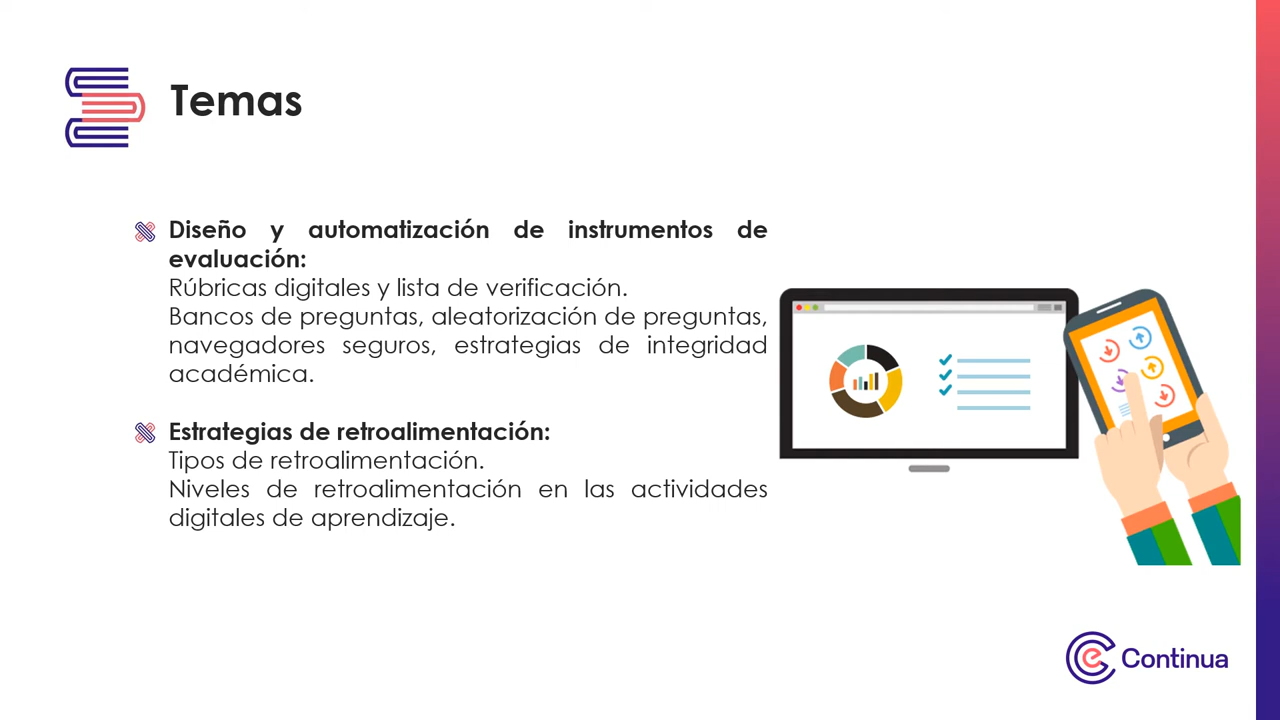 Temas
Diseño y automatización de instrumentos de
evaluación:
Rúbricas digitales y lista de verificación.
Bancos de preguntas, aleatorización de preguntas,
navegadores seguros, estrategias de integridad
académica.
Estrategias de retroalimentación:
Tipos de retroalimentación.
Niveles de retroalimentación en las actividades
digitales de aprendizaje.
Continua